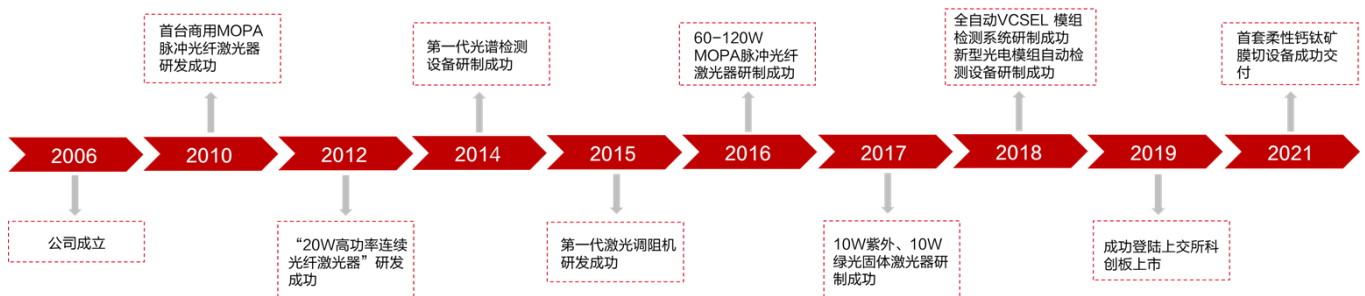 首台商用MOPA
脉冲光纤激光器
研发成功
第一代光谱检测
设备研制成功
60-120W
MOPA脉冲光纤
激光器研制成功
全自动VCSEL 模组
检测系统研制成功
新型光电模组自动检
测设备研制成功
首套柔性钙钛矿
膜切设备成功交
付
2006
2010
2012
2014
2015
2016
2017
2018
2019
2021
公司成立
“20W高功率连续
光纤激光器”研发
成功
第一代激光调阻机
研发成功
10W紫外、10W
绿光固体激光器研
制成功
成功登陆上交所科
创板上市